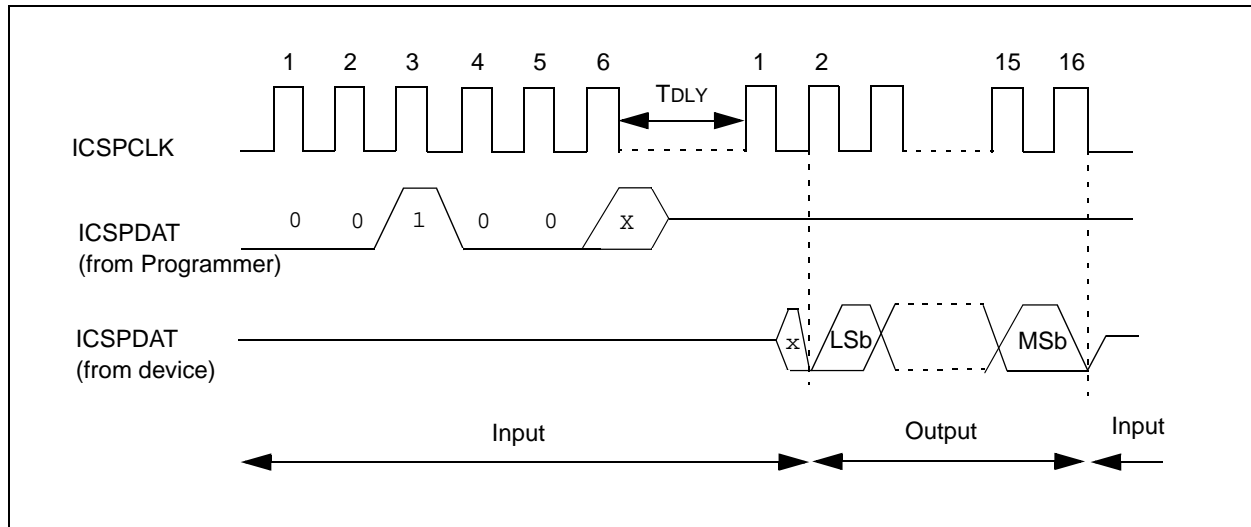 1 2 3 4 5 6 1 2 15 16
TDLY
ICSPCLK
0 0 1 0 0 x
ICSPDAT
(from Programmer)
ICSPDAT
(from device)
x LSb MSb
Input Output Input